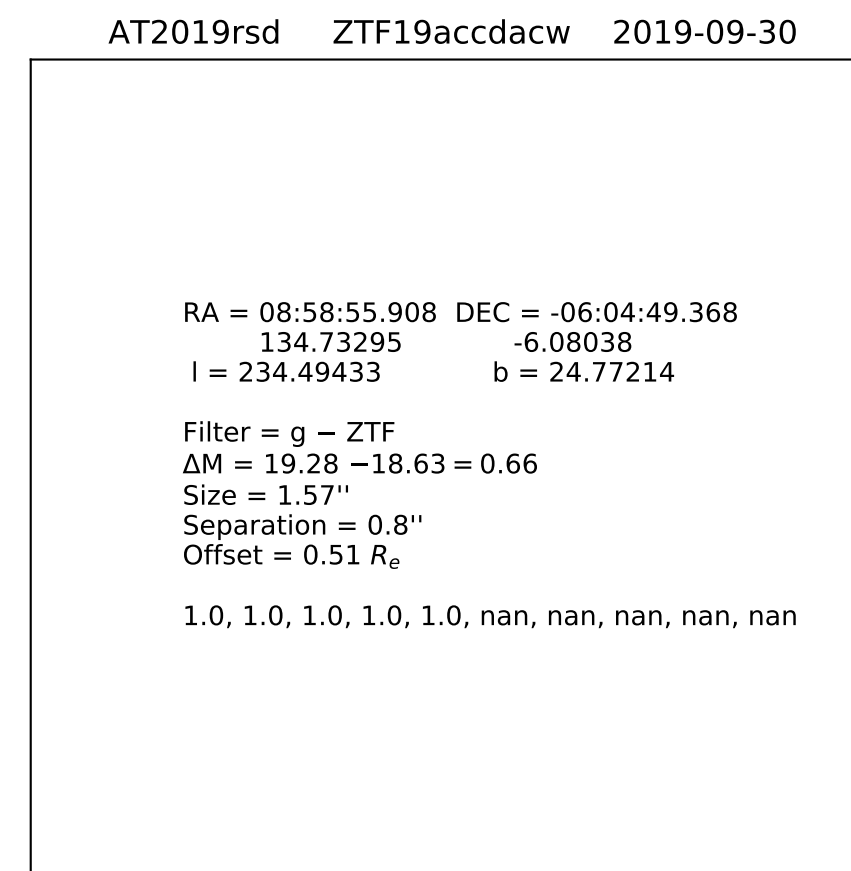 AT2019rsd ZTF19accdacw 2019-09-30
RA = 08:58:55.908 DEC = -06:04:49.368
134.73295 -6.08038
l = 234.49433 b = 24.77214
Filter = g − ZTF
ΔM = 19.28 −18.63 = 0.66
Size = 1.57''
Separation = 0.8''
Offset = 0.51 Re
1.0, 1.0, 1.0, 1.0, 1.0, nan, nan, nan, nan, nan